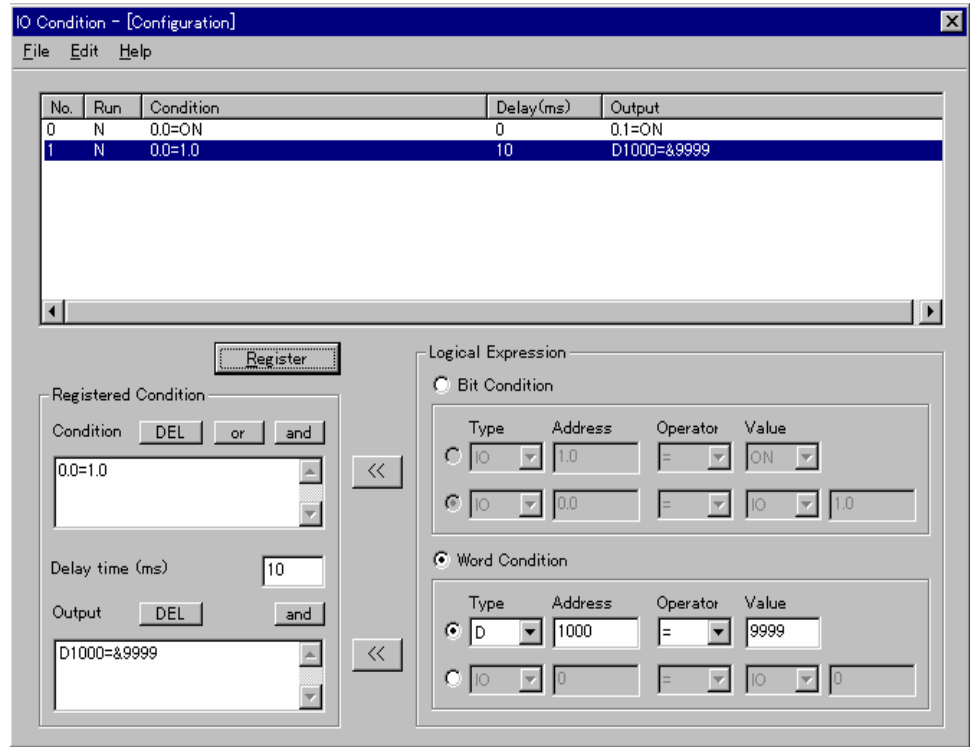 IO Condition - [Configuration]
File Edit Help
No. Run Condition Delay(ms) Output
0 N 0.0=ON 0 0.1=ON
1 N 0.0=1.0 10 D1000=&9999
Register
Registered Condition
Condition DEL or and
0.0=1.0
<<
Delay time (ms) 10
Output DEL and
D1000=&9999
<<
Logical Expression
Bit Condition
Type Address Operator Value
IO 1.0 = ON
IO 0.0 = IO 1.0
Word Condition
Type Address Operator Value
D 1000 = 9999
IO 0 = IO 0